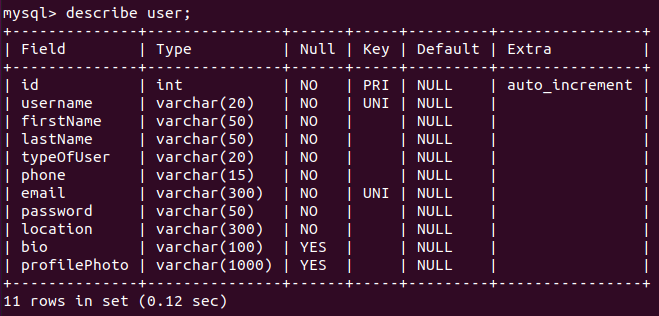 mysql> describe user;
+--------------+---------------+------+-----+---------+----------------+
| Field        | Type          | Null | Key | Default | Extra          |
+--------------+---------------+------+-----+---------+----------------+
| id           | int           | NO   | PRI | NULL    | auto_increment |
| username     | varchar(20)   | NO   | UNI | NULL    |                |
| firstName    | varchar(50)   | NO   |     | NULL    |                |
| lastName     | varchar(50)   | NO   |     | NULL    |                |
| typeOfUser   | varchar(20)   | NO   |     | NULL    |                |
| phone        | varchar(15)   | NO   |     | NULL    |                |
| email        | varchar(300)  | NO   | UNI | NULL    |                |
| password     | varchar(50)   | NO   |     | NULL    |                |
| location     | varchar(300)  | NO   |     | NULL    |                |
| bio          | varchar(100)  | YES  |     | NULL    |                |
| profilePhoto | varchar(1000) | YES  |     | NULL    |                |
+--------------+---------------+------+-----+---------+----------------+
11 rows in set (0.12 sec)